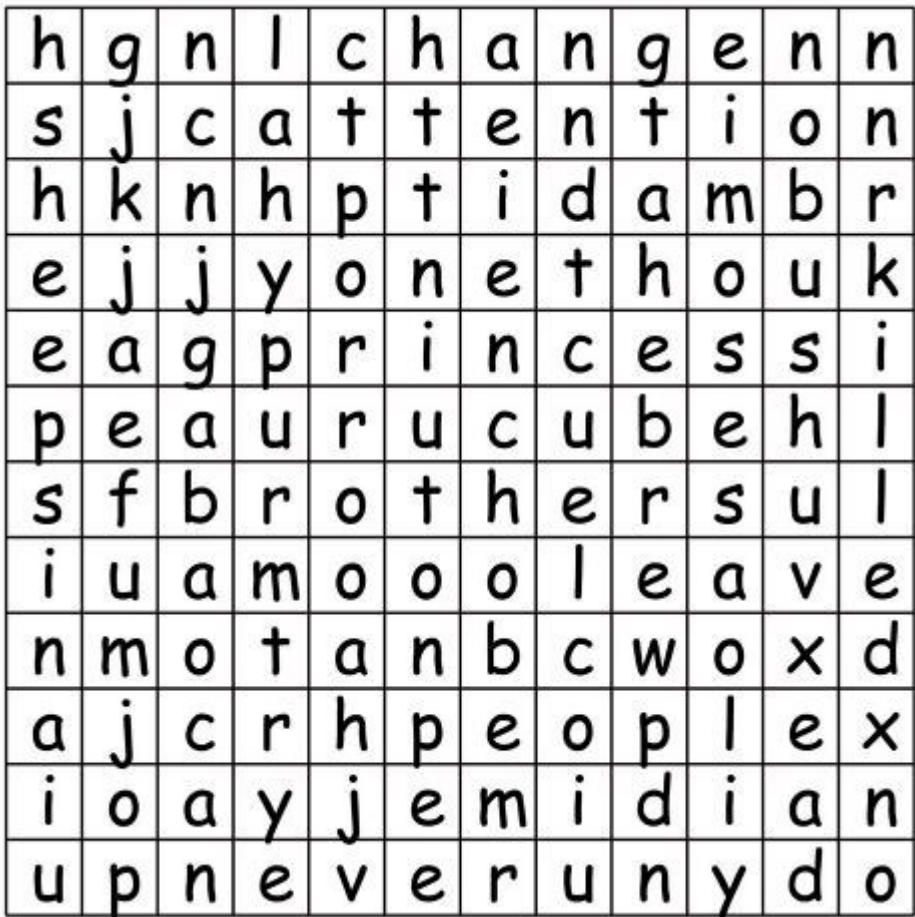 h g n l c h a n g e n n
s j c a t t e n t i o n
h k n h p t i d a m b r
e j j y o n e t h o u k
e a g p r i n c e s s i
p e a u r u c u b e h l
s f b r o t h e r s u l
i u a m o o o l e a v e
n m o t a n b c w o x d
a j c r h p e o p l e x
i o a y j e m i d i a n
u p n e v e r u n y d o